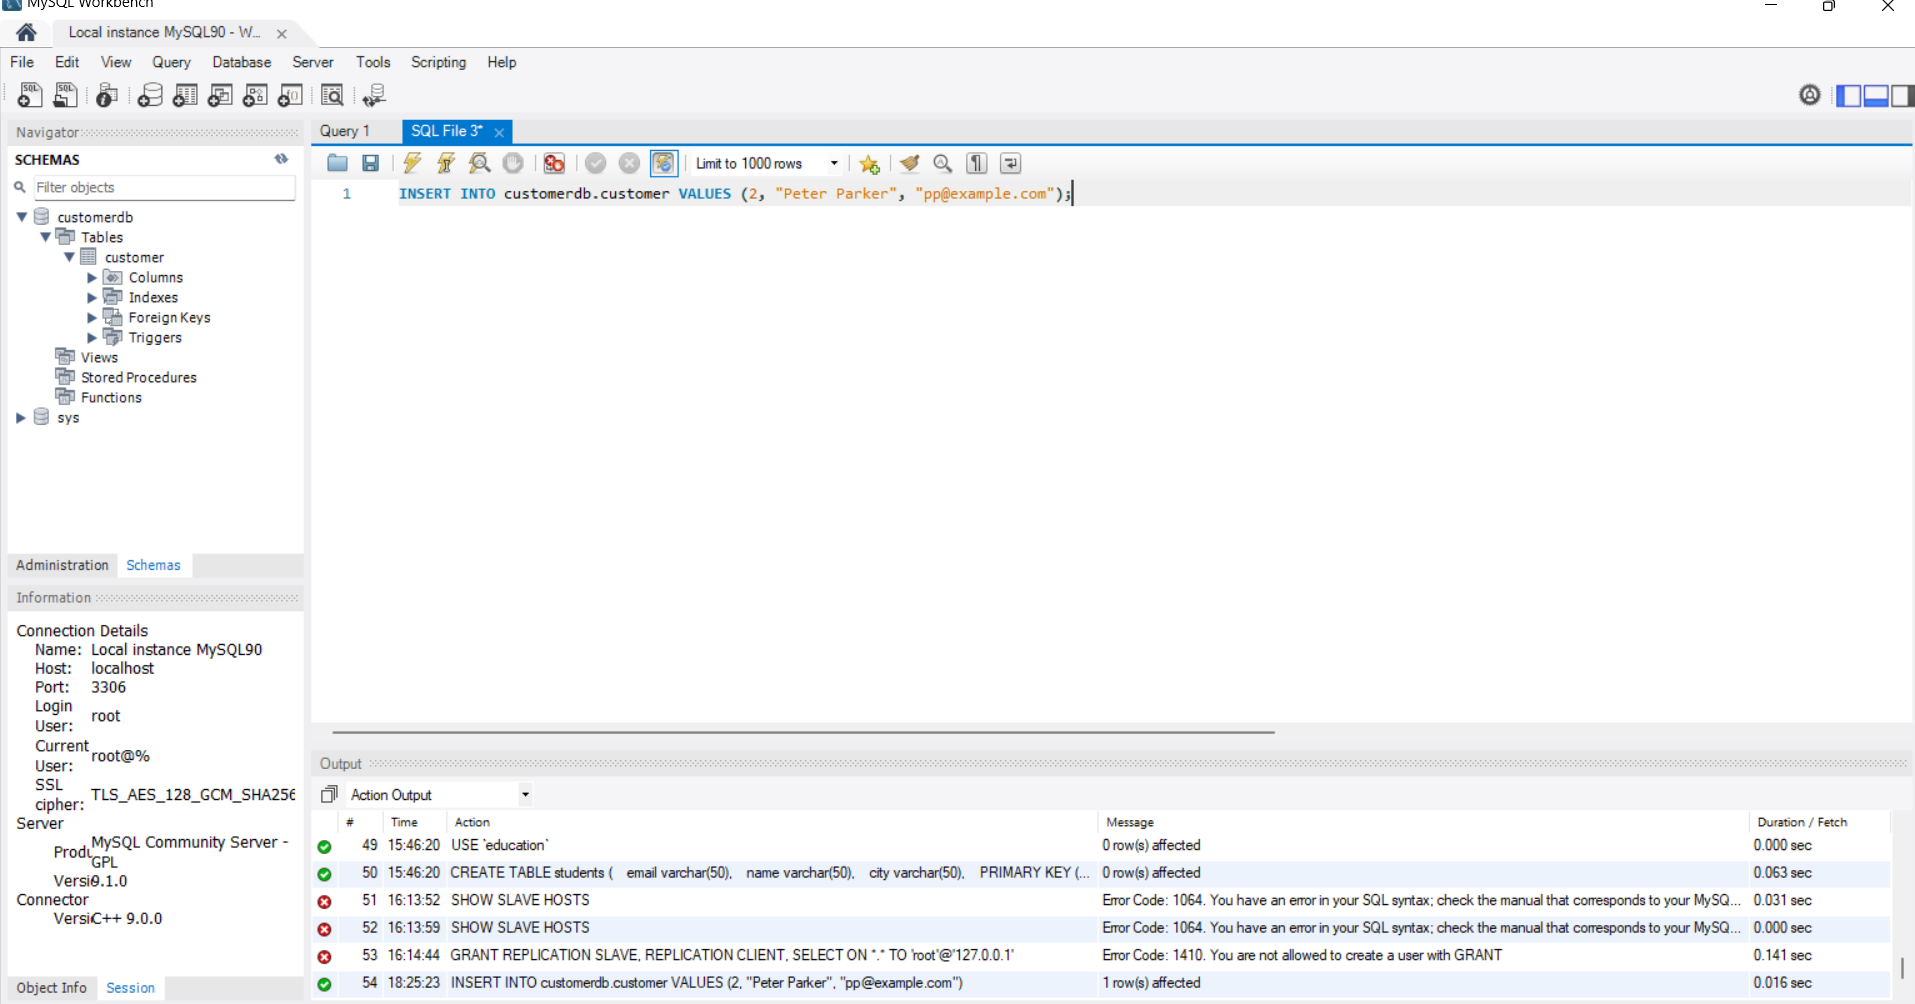 MySQL Workbench
Local instance MySQL90 - W...
File Edit View Query Database Server Tools Scripting Help
Navigator
SCHEMAS
Filter objects
customerdb
Tables
customer
Columns
Indexes
Foreign Keys
Triggers
Views
Stored Procedures
Functions
sys
Administration Schemas
Information
Connection Details
Name: Local instance MySQL90
Host: localhost
Port: 3306
Login User: root
Current User: root@%
SSL cipher: TLS_AES_128_GCM_SHA256
Server
Produ MySQL Community Server - GPL
Versi 9.1.0
Connector
Versi C++ 9.0.0
Object Info Session
Query 1 SQL File 3*
Limit to 1000 rows
1 INSERT INTO customerdb.customer VALUES (2, "Peter Parker", "pp@example.com");
Output
Action Output
# Time Action Message Duration / Fetch
49 15:46:20 USE `education` 0 row(s) affected 0.000 sec
50 15:46:20 CREATE TABLE students ( email varchar(50), name varchar(50), city varchar(50), PRIMARY KEY (... 0 row(s) affected 0.063 sec
51 16:13:52 SHOW SLAVE HOSTS Error Code: 1064. You have an error in your SQL syntax; check the manual that corresponds to your MySQ... 0.031 sec
52 16:13:59 SHOW SLAVE HOSTS Error Code: 1064. You have an error in your SQL syntax; check the manual that corresponds to your MySQ... 0.000 sec
53 16:14:44 GRANT REPLICATION SLAVE, REPLICATION CLIENT, SELECT ON *.* TO 'root'@'127.0.0.1' Error Code: 1410. You are not allowed to create a user with GRANT 0.141 sec
54 18:25:23 INSERT INTO customerdb.customer VALUES (2, "Peter Parker", "pp@example.com") 1 row(s) affected 0.016 sec